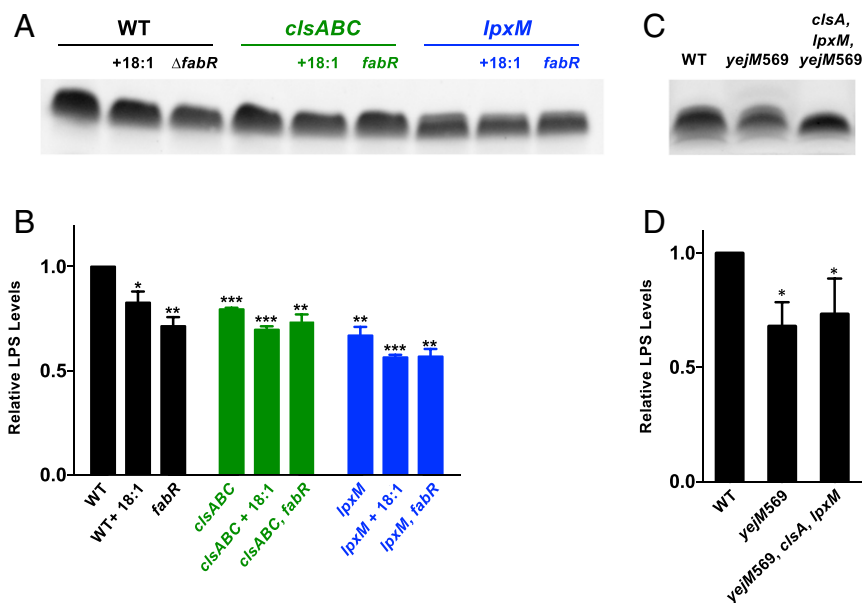 A
WT
clsABC
lpxM
+18:1
ΔfabR
+18:1
fabR
+18:1
fabR
C
WT
yejM569
clsA,
lpxM,
yejM569
B
Relative LPS Levels
1.0
0.5
0.0
*
**
***
***
**
**
***
**
WT
WT+ 18:1
fabR
clsABC
clsABC + 18:1
clsABC, fabR
lpxM
lpxM + 18:1
lpxM, fabR
D
Relative LPS Levels
1.0
0.5
0.0
*
*
WT
yejM569
yejM569, clsA, lpxM